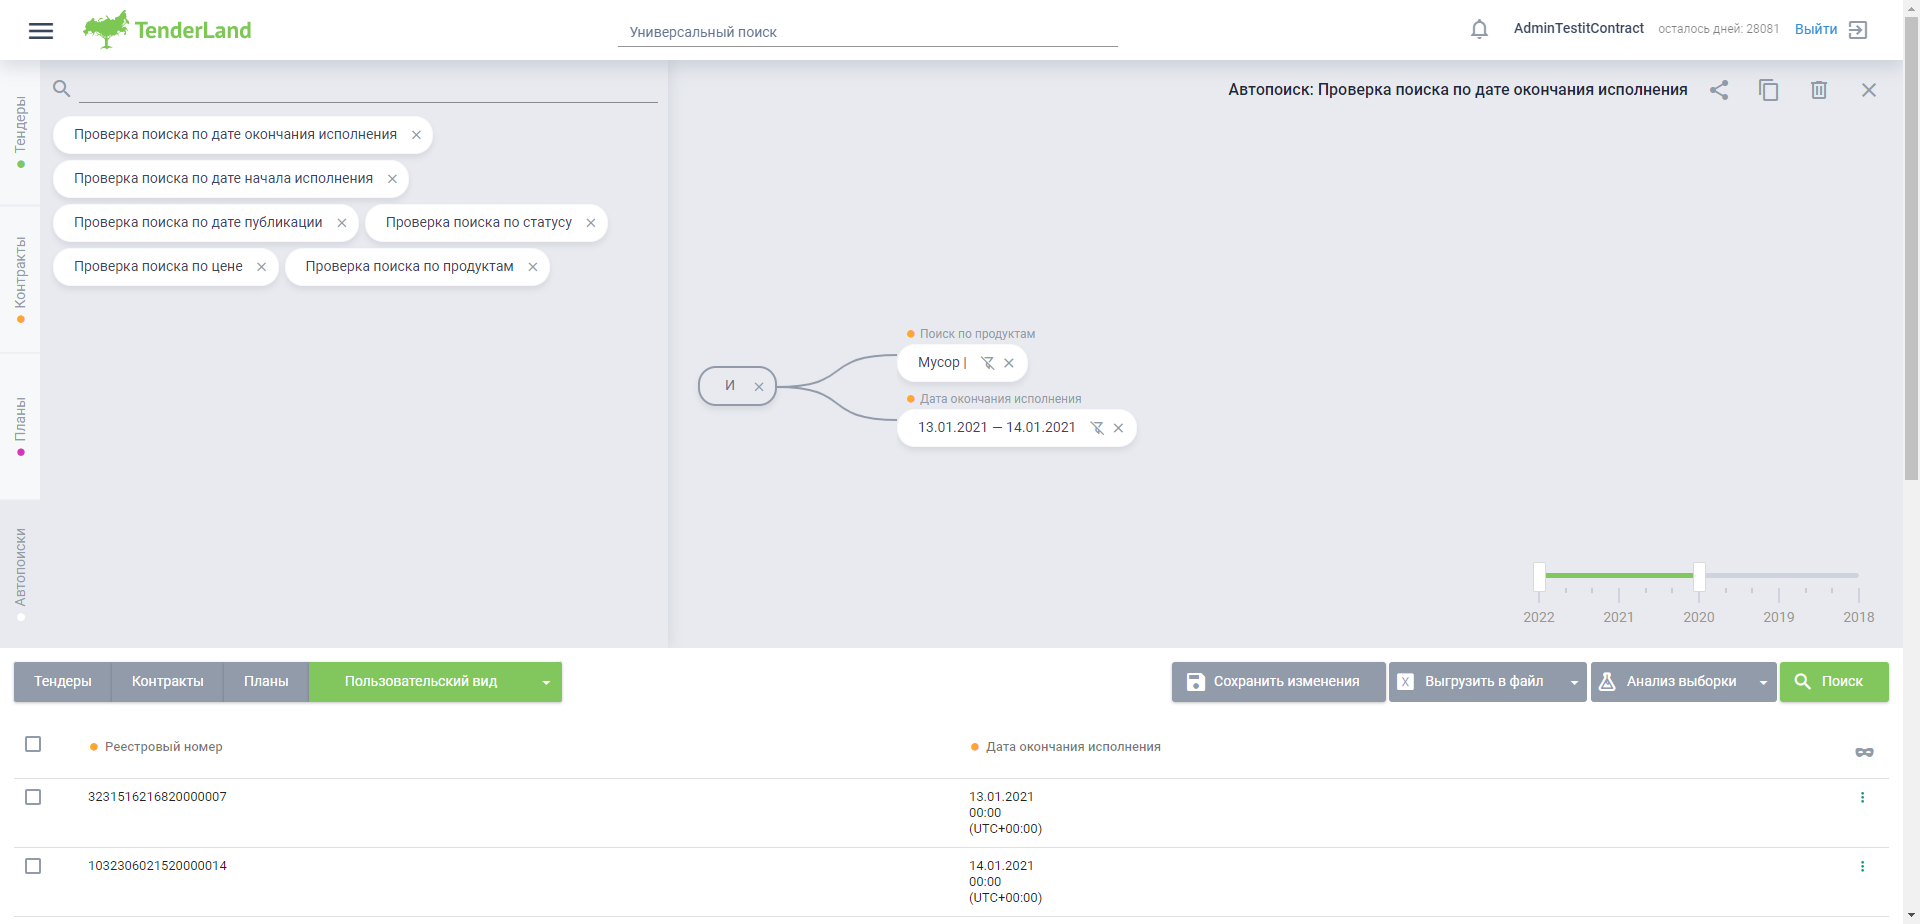 TenderLand
Универсальный поиск
AdminTestitContract
осталось дней: 28081
Выйти
Тендеры
Контракты
Планы
Автопоиски
Проверка поиска по дате окончания исполнения
Проверка поиска по дате начала исполнения
Проверка поиска по дате публикации
Проверка поиска по статусу
Проверка поиска по цене
Проверка поиска по продуктам
Автопоиск: Проверка поиска по дате окончания исполнения
И
Поиск по продуктам
Мусор |
Дата окончания исполнения
13.01.2021 — 14.01.2021
2022 2021 2020 2019 2018
Тендеры Контракты Планы Пользовательский вид
Сохранить изменения
X Выгрузить в файл
Анализ выборки
Поиск
Реестровый номер
Дата окончания исполнения
3231516216820000007
13.01.2021
00:00
(UTC+00:00)
1032306021520000014
14.01.2021
00:00
(UTC+00:00)